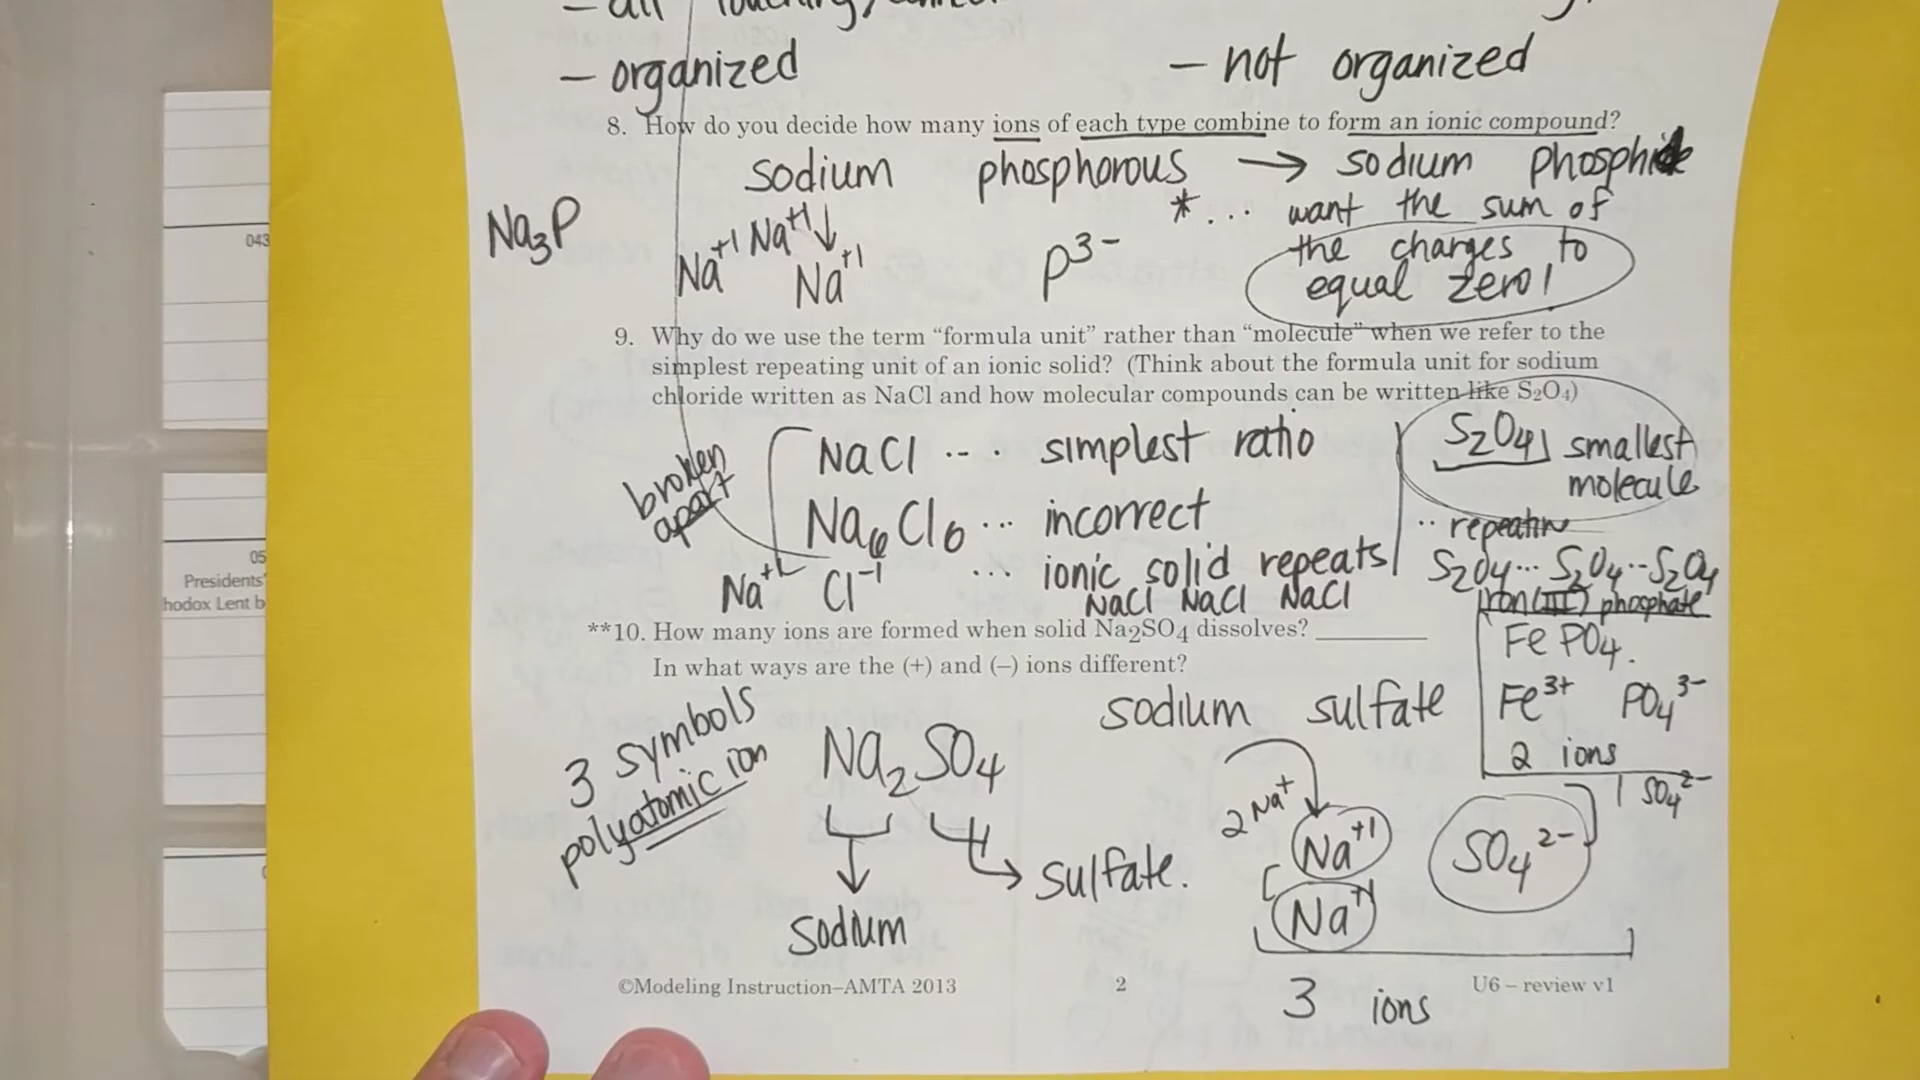 – all touching,
– organized
– not organized
8. How do you decide how many ions of each type combine to form an ionic compound?
sodium phosphorous → sodium phosphide
Na₃P
Na⁺¹ Na⁺¹ ↓ Na⁺¹ P³⁻
*... want the sum of
the charges to
equal zero!
9. Why do we use the term “formula unit” rather than “molecule” when we refer to the
simplest repeating unit of an ionic solid? (Think about the formula unit for sodium
chloride written as NaCl and how molecular compounds can be written like S₂O₄)
broken
apart
NaCl ... simplest ratio
Na₆Cl₆ ... incorrect
Na⁺¹ Cl⁻¹ ... ionic solid repeats
NaCl NaCl NaCl
S₂O₄ smallest
molecule
.. 
S₂O₄... S₂O₄..S₂O₄
iron(III) phosphate
FePO₄.
Fe³⁺ PO₄³⁻
2 ions
**10. How many ions are formed when solid Na₂SO₄ dissolves? ________
In what ways are the (+) and (–) ions different?
3 symbols
polyatomic ion
Na₂SO₄
sodium
→ sulfate.
sodium sulfate
2Na⁺
Na⁺¹
Na⁺¹
SO₄²⁻
1 SO₄²⁻
3 ions
©Modeling Instruction–AMTA 2013 2 U6 – review v1
043
05
Presidents'
hodox Lent b